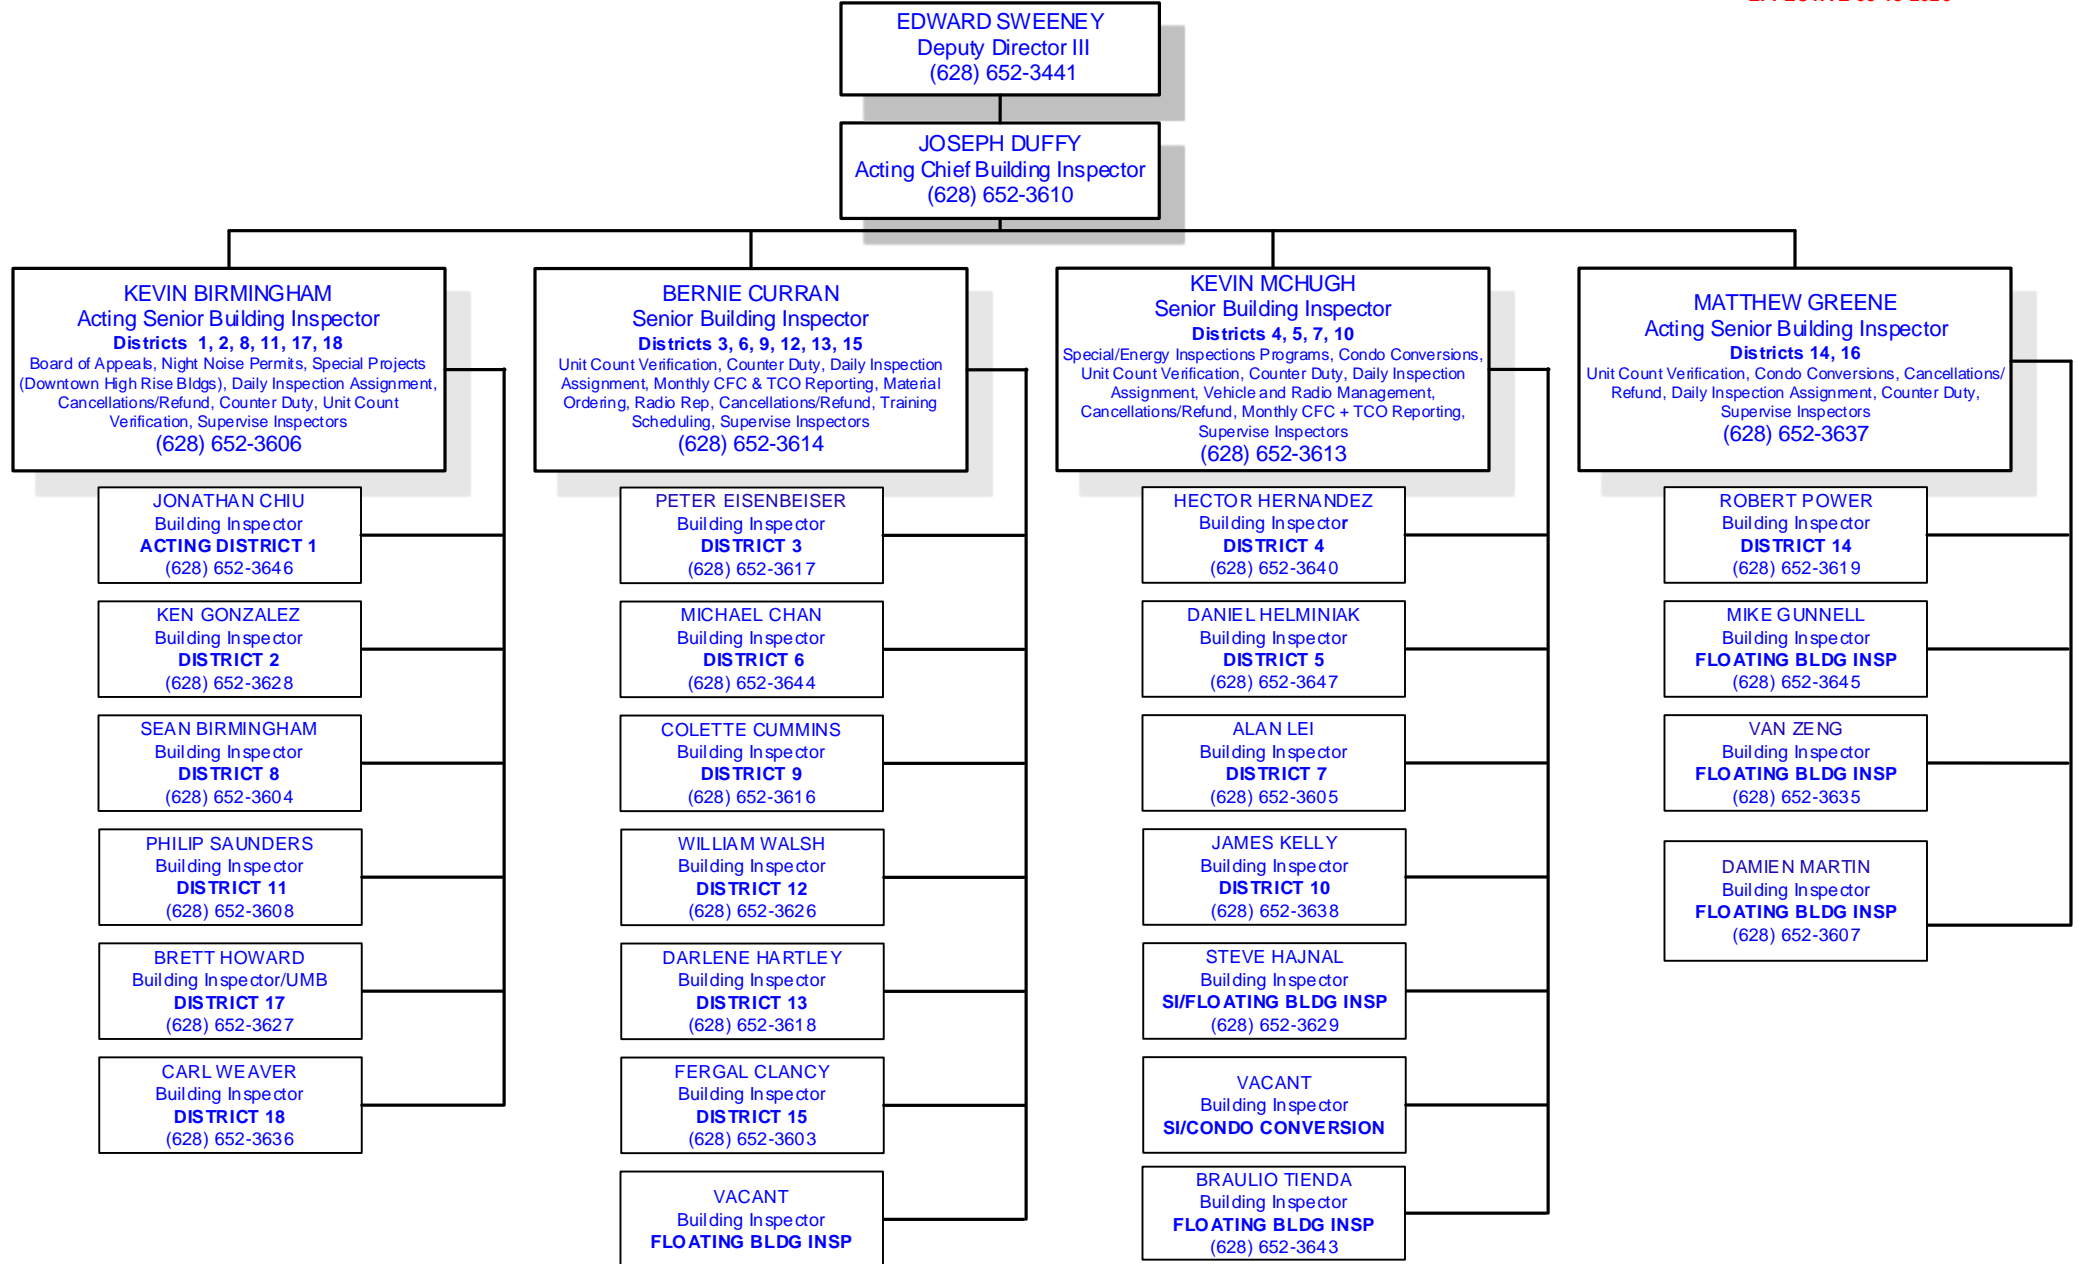 EDWARD SWEENEY
Deputy Director III
(628) 652-3441
JOSEPH DUFFY
Acting Chief Building Inspector
(628) 652-3610
KEVIN BIRMINGHAM
Acting Senior Building Inspector
Districts 1, 2, 8, 11, 17, 18
Board of Appeals, Night Noise Permits, Special Projects
(Downtown High Rise Bldgs), Daily Inspection Assignment,
Cancellations/Refund, Counter Duty, Unit Count
Verification, Supervise Inspectors
(628) 652-3606
BERNIE CURRAN
Senior Building Inspector
Districts 3, 6, 9, 12, 13, 15
Unit Count Verification, Counter Duty, Daily Inspection
Assignment, Monthly CFC & TCO Reporting, Material
Ordering, Radio Rep, Cancellations/Refund, Training
Scheduling, Supervise Inspectors
(628) 652-3614
KEVIN MCHUGH
Senior Building Inspector
Districts 4, 5, 7, 10
Special/Energy Inspections Programs, Condo Conversions,
Unit Count Verification, Counter Duty, Daily Inspection
Assignment, Vehicle and Radio Management,
Cancellations/Refund, Monthly CFC + TCO Reporting,
Supervise Inspectors
(628) 652-3613
MATTHEW GREENE
Acting Senior Building Inspector
Districts 14, 16
Unit Count Verification, Condo Conversions, Cancellations/
Refund, Daily Inspection Assignment, Counter Duty,
Supervise Inspectors
(628) 652-3637
JONATHAN CHIU
Building Inspector
ACTING DISTRICT 1
(628) 652-3646
KEN GONZALEZ
Building Inspector
DISTRICT 2
(628) 652-3628
SEAN BIRMINGHAM
Building Inspector
DISTRICT 8
(628) 652-3604
PHILIP SAUNDERS
Building Inspector
DISTRICT 11
(628) 652-3608
BRETT HOWARD
Building Inspector/UMB
DISTRICT 17
(628) 652-3627
CARL WEAVER
Building Inspector
DISTRICT 18
(628) 652-3636
PETER EISENBEISER
Building Inspector
DISTRICT 3
(628) 652-3617
MICHAEL CHAN
Building Inspector
DISTRICT 6
(628) 652-3644
COLETTE CUMMINS
Building Inspector
DISTRICT 9
(628) 652-3616
WILLIAM WALSH
Building Inspector
DISTRICT 12
(628) 652-3626
DARLENE HARTLEY
Building Inspector
DISTRICT 13
(628) 652-3618
FERGAL CLANCY
Building Inspector
DISTRICT 15
(628) 652-3603
VACANT
Building Inspector
FLOATING BLDG INSP
HECTOR HERNANDEZ
Building Inspector
DISTRICT 4
(628) 652-3640
DANIEL HELMINIAK
Building Inspector
DISTRICT 5
(628) 652-3647
ALAN LEI
Building Inspector
DISTRICT 7
(628) 652-3605
JAMES KELLY
Building Inspector
DISTRICT 10
(628) 652-3638
STEVE HAJNAL
Building Inspector
SI/FLOATING BLDG INSP
(628) 652-3629
VACANT
Building Inspector
SI/CONDO CONVERSION
BRAULIO TIENDA
Building Inspector
FLOATING BLDG INSP
(628) 652-3643
ROBERT POWER
Building Inspector
DISTRICT 14
(628) 652-3619
MIKE GUNNELL
Building Inspector
FLOATING BLDG INSP
(628) 652-3645
VAN ZENG
Building Inspector
FLOATING BLDG INSP
(628) 652-3635
DAMIEN MARTIN
Building Inspector
FLOATING BLDG INSP
(628) 652-3607